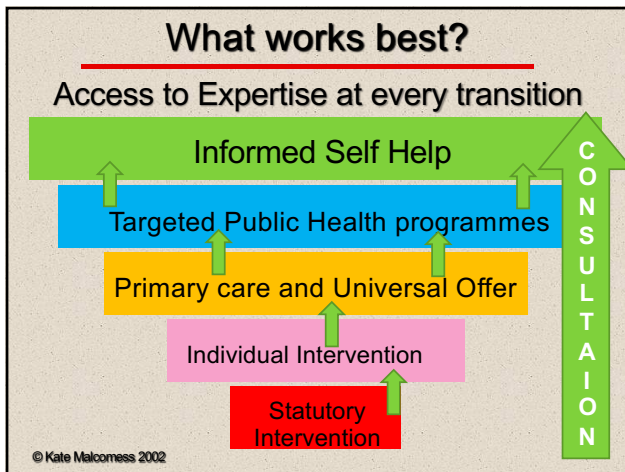 What works best?
Access to Expertise at every transition
Informed Self Help
Targeted Public Health programmes
Primary care and Universal Offer
Individual Intervention
Statutory
Intervention
CONSULTAION
© Kate Malcomess 2002